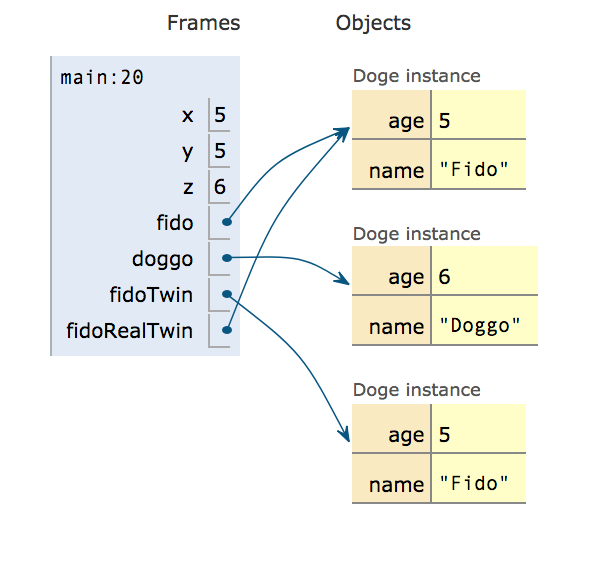 Frames
Objects
main:20
x 5
y 5
z 6
fido
doggo
fidoTwin
fidoRealTwin
Doge instance
age 5
name "Fido"
Doge instance
age 6
name "Doggo"
Doge instance
age 5
name "Fido"